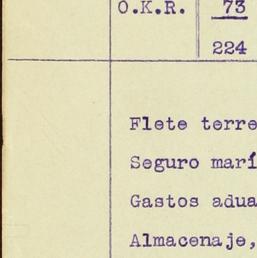 O.K.R. 73
224
Flete terre
Seguro marí
Gastos adua
Almacenaje,